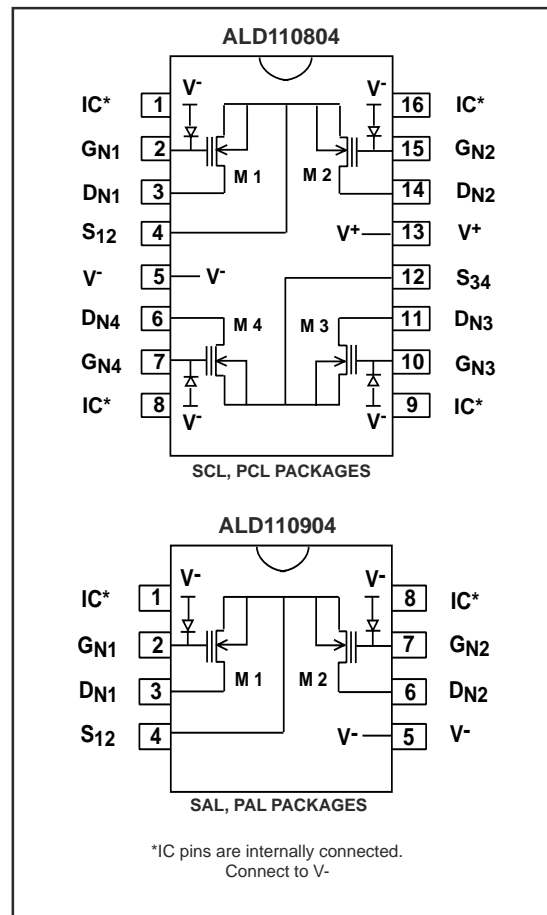 ALD110804
IC* 1 V- V- 16 IC*
GN1 2 15 GN2
M 1 M 2
DN1 3 14 DN2
S12 4 V+ 13 V+
V- 5 V- 12 S34
DN4 6 M 4 M 3 11 DN3
GN4 7 10 GN3
IC* 8 V- V- 9 IC*
SCL, PCL PACKAGES
ALD110904
IC* 1 V- V- 8 IC*
GN1 2 7 GN2
DN1 3 M 1 M 2 6 DN2
S12 4 V- 5 V-
SAL, PAL PACKAGES
*IC pins are internally connected.
Connect to V-